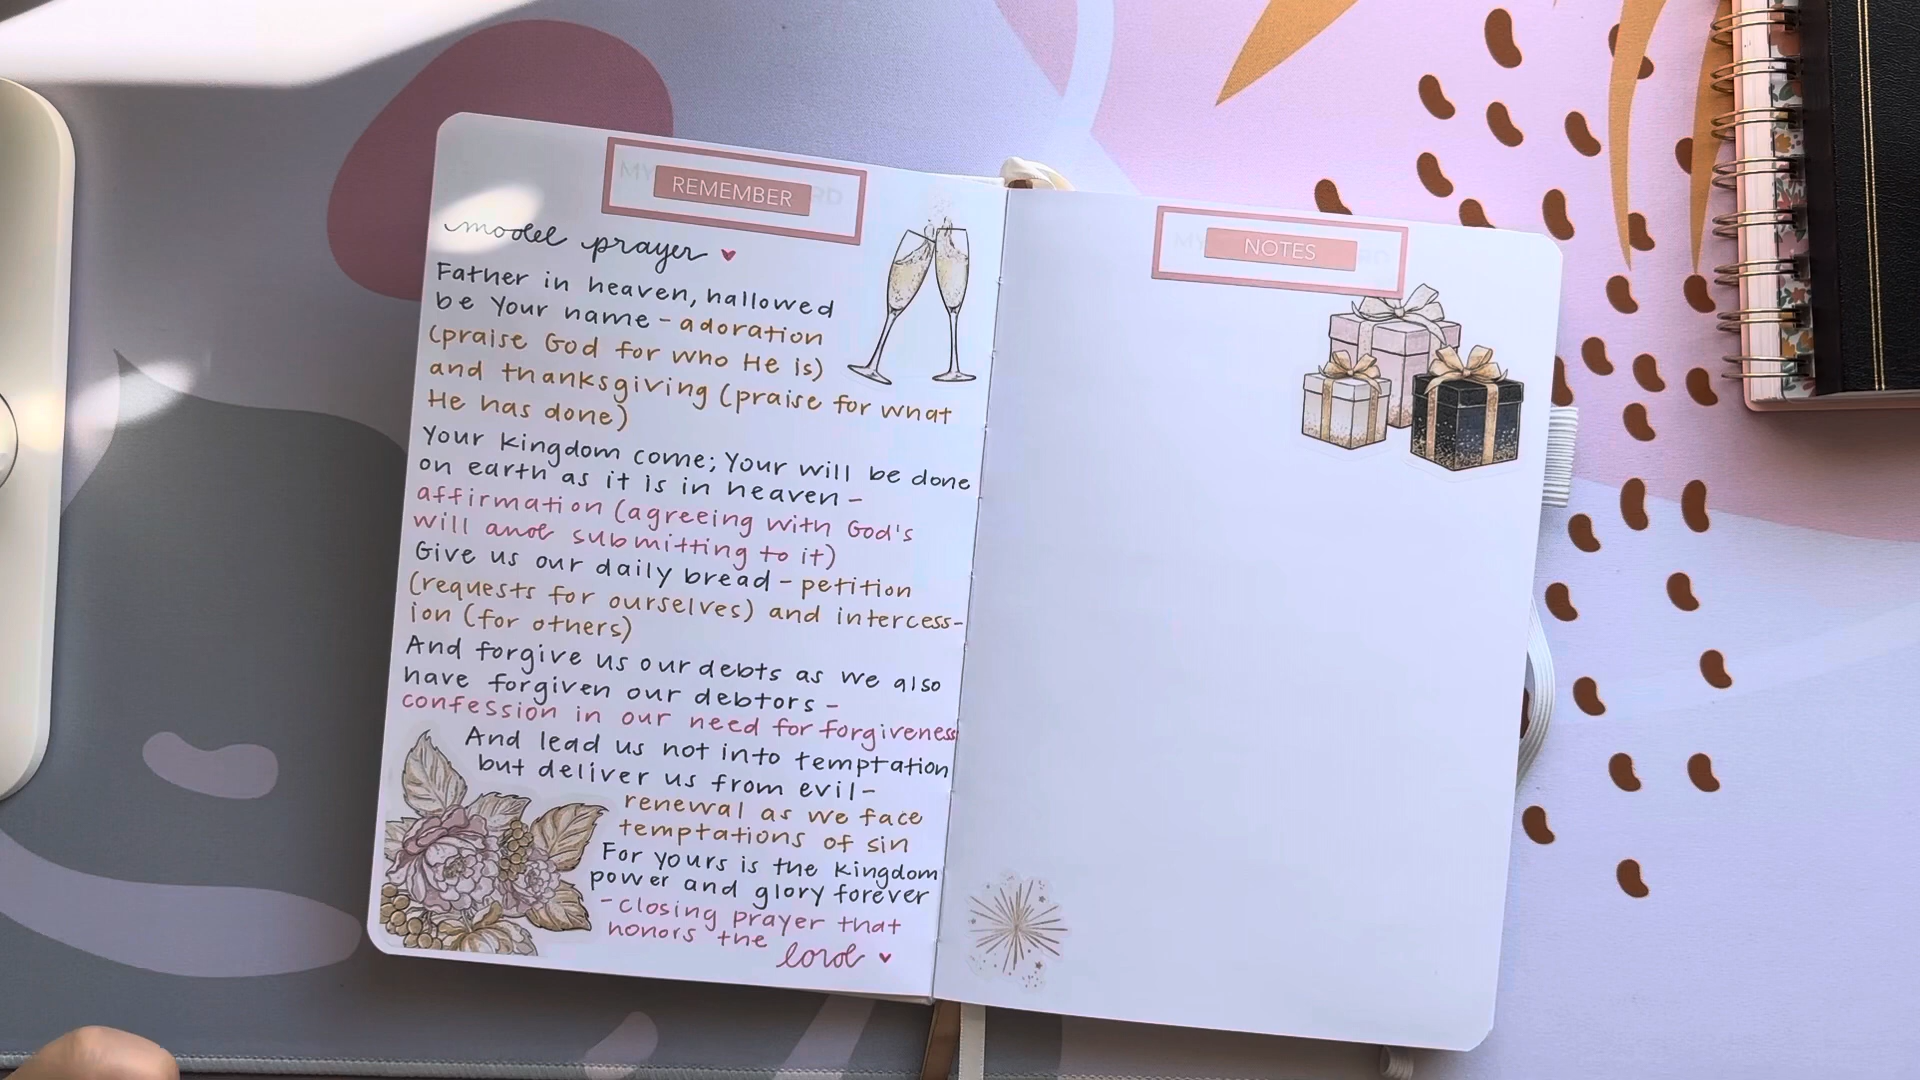 REMEMBER
model prayer
Father in heaven, hallowed
be Your name - adoration
(praise God for who He is)
and thanksgiving (praise for what
He has done)
Your kingdom come; Your will be done
on earth as it is in heaven -
affirmation (agreeing with God's
will and submitting to it)
Give us our daily bread - petition
(requests for ourselves) and intercess-
ion (for others)
And forgive us our debts as we also
have forgiven our debtors -
confession in our need for forgiveness
And lead us not into temptation
but deliver us from evil -
renewal as we face
temptations of sin
For yours is the kingdom
power and glory forever
- closing prayer that
honors the
lord
NOTES